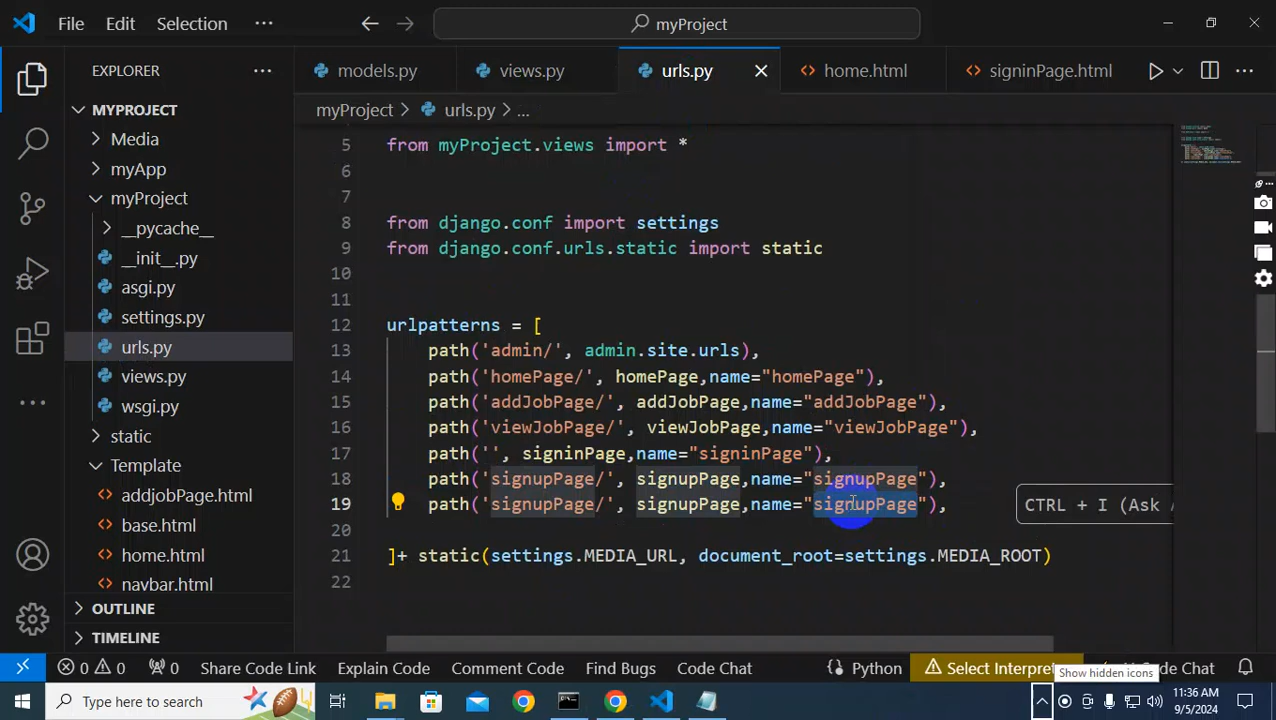 File Edit Selection ··· myProject
EXPLORER ···
models.py views.py urls.py home.html signinPage.html
MYPROJECT
Media
myApp
myProject
__pycache__
__init__.py
asgi.py
settings.py
urls.py
views.py
wsgi.py
static
Template
addjobPage.html
base.html
home.html
navbar.html
OUTLINE
TIMELINE
myProject > urls.py > ...
5 from myProject.views import *
6
7
8 from django.conf import settings
9 from django.conf.urls.static import static
10
11
12 urlpatterns = [
13 path('admin/', admin.site.urls),
14 path('homePage/', homePage,name="homePage"),
15 path('addJobPage/', addJobPage,name="addJobPage"),
16 path('viewJobPage/', viewJobPage,name="viewJobPage"),
17 path('', signinPage,name="signinPage"),
18 path('signupPage/', signupPage,name="signupPage"),
19 path('signupPage/', signupPage,name="signupPage"),
CTRL + I (Ask
20
21 ]+ static(settings.MEDIA_URL, document_root=settings.MEDIA_ROOT)
22
0 0 0 Share Code Link Explain Code Comment Code Find Bugs Code Chat Python Select Interpre Code Chat
Show hidden icons
Type here to search
11:36 AM
9/5/2024